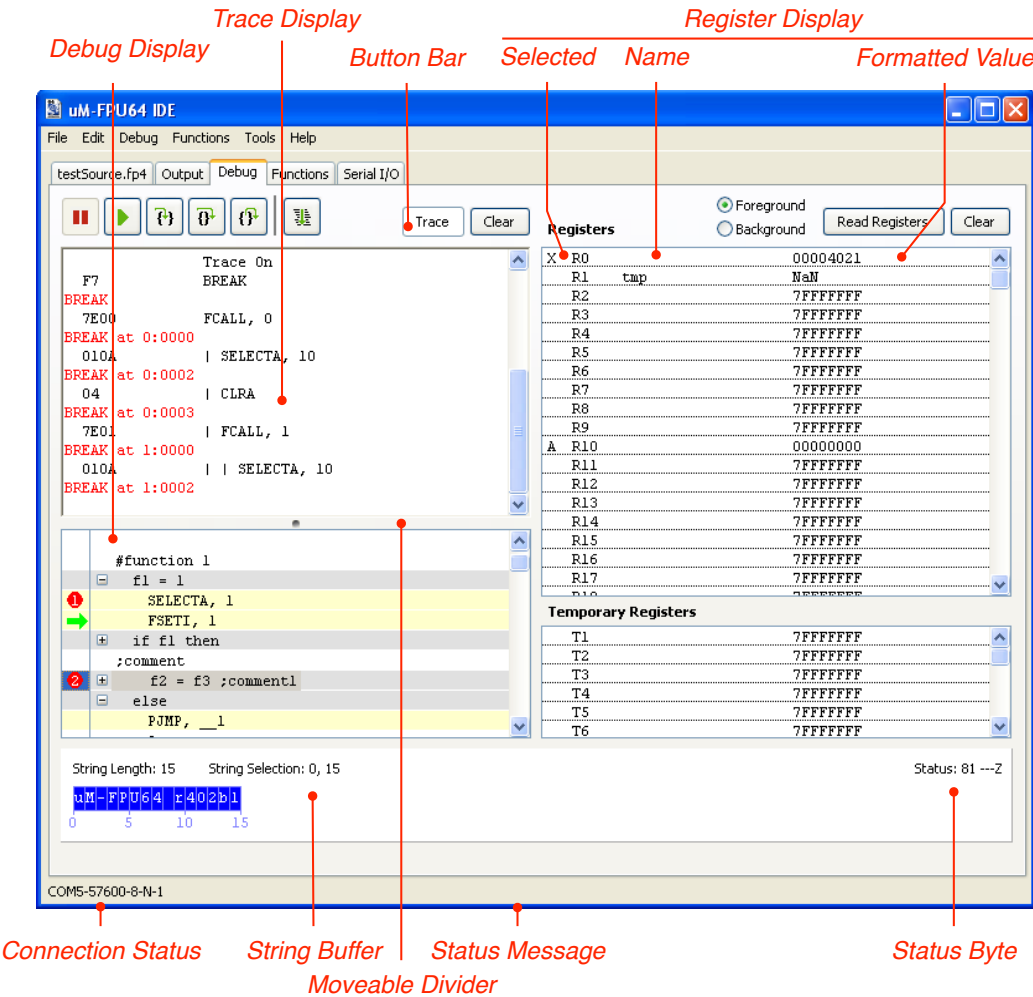 Trace Display
Register Display
Debug Display
Button Bar
Selected
Name
Formatted Value
uM-FPU64 IDE
File Edit Debug Functions Tools Help
testSource.fp4 Output Debug Functions Serial I/O
Trace Clear
Registers
Foreground
Background
Read Registers Clear
Trace On
F7 BREAK
BREAK
7E00 FCALL, 0
BREAK at 0:0000
010A | SELECTA, 10
BREAK at 0:0002
04 | CLRA
BREAK at 0:0003
7E01 | FCALL, 1
BREAK at 1:0000
010A | | SELECTA, 10
BREAK at 1:0002
X R0 00004021
R1 tmp NaN
R2 7FFFFFFF
R3 7FFFFFFF
R4 7FFFFFFF
R5 7FFFFFFF
R6 7FFFFFFF
R7 7FFFFFFF
R8 7FFFFFFF
R9 7FFFFFFF
A R10 00000000
R11 7FFFFFFF
R12 7FFFFFFF
R13 7FFFFFFF
R14 7FFFFFFF
R15 7FFFFFFF
R16 7FFFFFFF
R17 7FFFFFFF
#function 1
f1 = 1
1 SELECTA, 1
FSETI, 1
if f1 then
;comment
2 f2 = f3 ;comment1
else
PJMP, __1
Temporary Registers
T1 7FFFFFFF
T2 7FFFFFFF
T3 7FFFFFFF
T4 7FFFFFFF
T5 7FFFFFFF
T6 7FFFFFFF
String Length: 15 String Selection: 0, 15
Status: 81 ---Z
uM-FPU64 r402b1
0 5 10 15
COM5-57600-8-N-1
Connection Status
String Buffer
Status Message
Status Byte
Moveable Divider